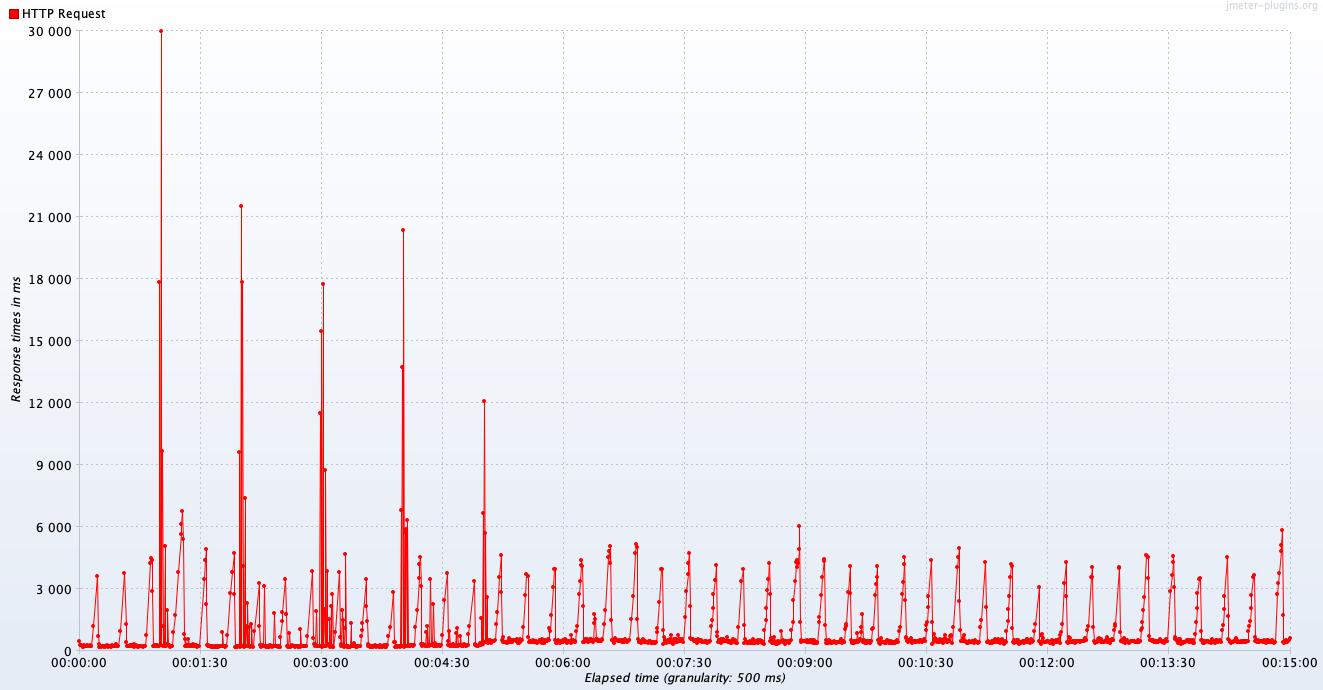 HTTP Request
jmeter-plugins.org
30 000
27 000
24 000
21 000
18 000
15 000
12 000
9 000
6 000
3 000
0
Response times in ms
00:00:00 00:01:30 00:03:00 00:04:30 00:06:00 00:07:30 00:09:00 00:10:30 00:12:00 00:13:30 00:15:00
Elapsed time (granularity: 500 ms)